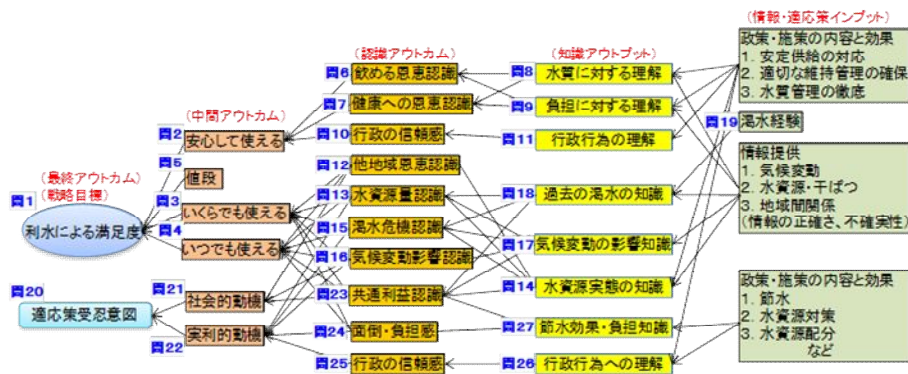 (最終アウトカム)
(戦略目標)
問1
利水による満足度
問20
適応策受忍意図
(中間アウトカム)
問2
安心して使える
問5
値段
問3
いくらでも使える
問4
いつでも使える
問21
社会的動機
実利的動機
問22
(認識アウトカム)
問6
飲める恩恵認識
問7
健康への恩恵認識
問10
行政の信頼感
問12
他地域恩恵認識
問13
水資源量認識
問15
渇水危機認識
問16
気候変動影響認識
問23
共通利益認識
問24
面倒・負担感
問25
行政の信頼感
(知識アウトプット)
問8
水質に対する理解
問9
負担に対する理解
問11
行政行為の理解
問18
過去の渇水の知識
問17
気候変動の影響知識
問14
水資源実態の知識
問27
節水効果・負担知識
問26
行政行為への理解
(情報・適応策インプット)
政策・施策の内容と効果
1. 安定供給の対応
2. 適切な維持管理の確保
3. 水質管理の徹底
問19
渇水経験
情報提供
1. 気候変動
2. 水資源・干ばつ
3. 地域間関係
(情報の正確さ、不確実性)
政策・施策の内容と効果
1. 節水
2. 水資源対策
3. 水資源配分
など